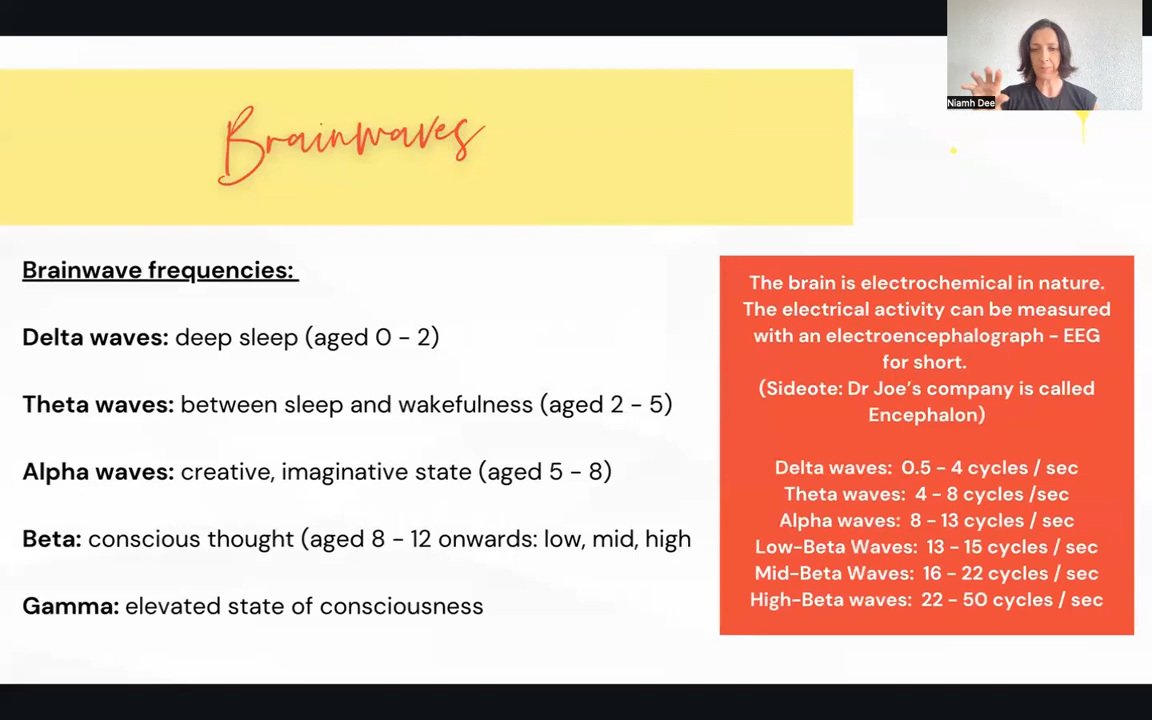 Niamh Dee
Brainwaves
Brainwave frequencies:
Delta waves: deep sleep (aged 0 - 2)
Theta waves: between sleep and wakefulness (aged 2 - 5)
Alpha waves: creative, imaginative state (aged 5 - 8)
Beta: conscious thought (aged 8 - 12 onwards: low, mid, high
Gamma: elevated state of consciousness
The brain is electrochemical in nature.
The electrical activity can be measured
with an electroencephalograph - EEG
for short.
(Sideote: Dr Joe's company is called
Encephalon)
Delta waves: 0.5 - 4 cycles / sec
Theta waves: 4 - 8 cycles /sec
Alpha waves: 8 - 13 cycles / sec
Low-Beta Waves: 13 - 15 cycles / sec
Mid-Beta Waves: 16 - 22 cycles / sec
High-Beta waves: 22 - 50 cycles / sec